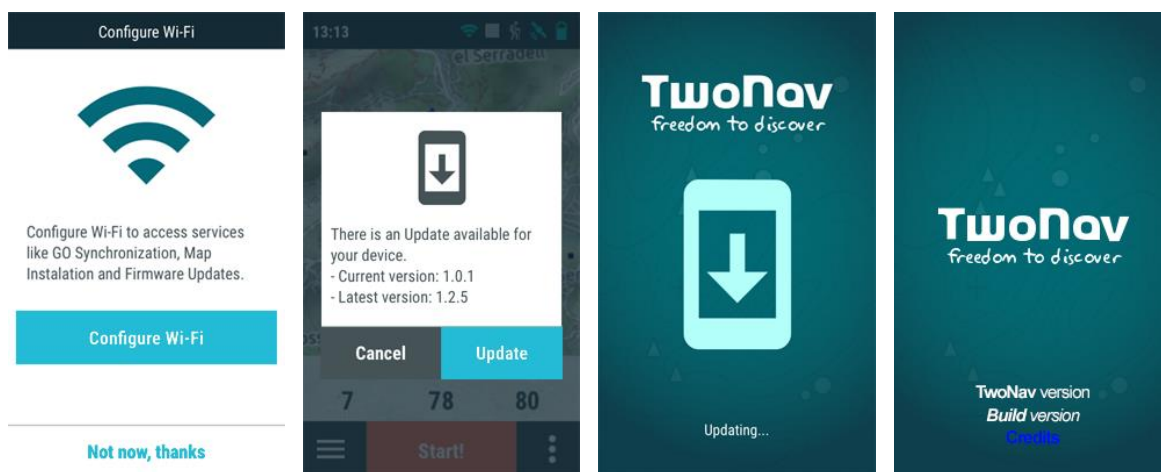 Configure Wi-Fi
Configure Wi-Fi to access services
like GO Synchronization, Map
Instalation and Firmware Updates.
Configure Wi-Fi
Not now, thanks
13:13
el Serradell
There is an Update available for
your device.
- Current version: 1.0.1
- Latest version: 1.2.5
Cancel
Update
7 78 80
Start!
TwoNav
freedom to discover
Updating...
TwoNav
freedom to discover
TwoNav version
Build version
Credits